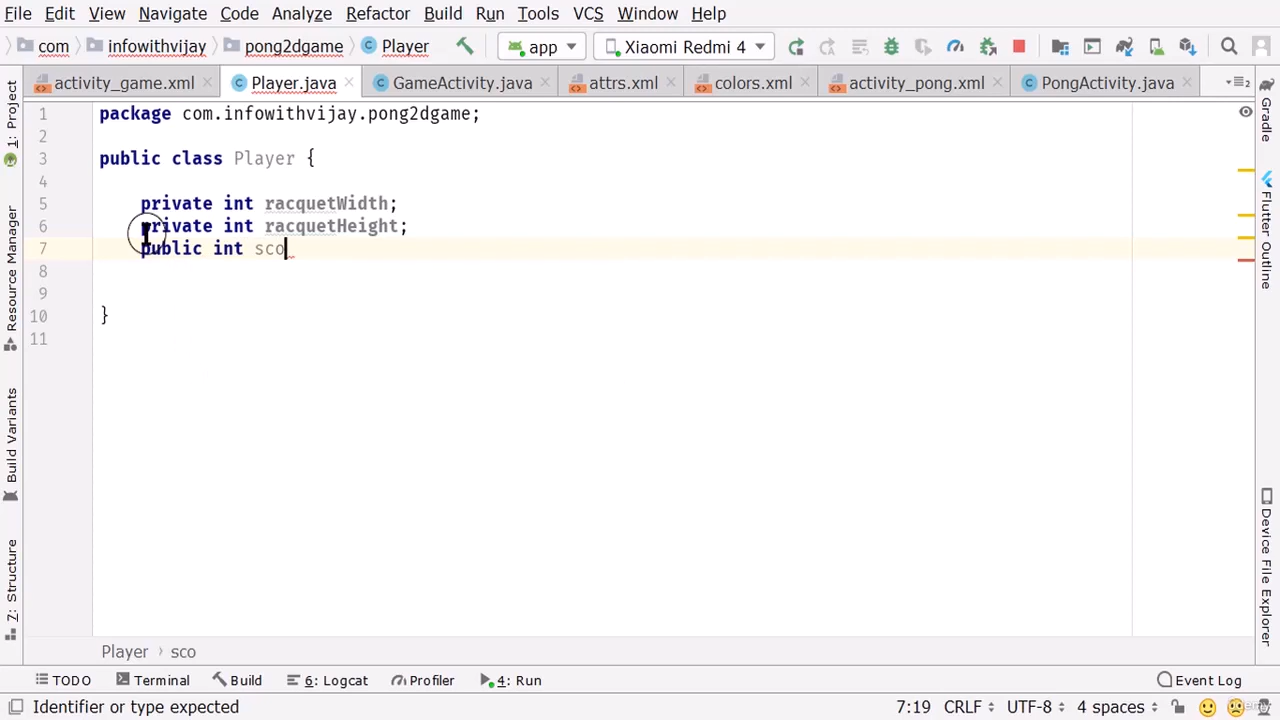 File Edit View Navigate Code Analyze Refactor Build Run Tools VCS Window Help
com infowithvijay pong2dgame Player app Xiaomi Redmi 4
activity_game.xml Player.java GameActivity.java attrs.xml colors.xml activity_pong.xml PongActivity.java
1 package com.infowithvijay.pong2dgame;
2
3 public class Player {
4
5 private int racquetWidth;
6 private int racquetHeight;
7 public int sco
8
9
10 }
11
1: Project
Resource Manager
Build Variants
7: Structure
Gradle
Flutter Outline
Device File Explorer
Player › sco
TODO Terminal Build 6: Logcat Profiler 4: Run Event Log
Identifier or type expected 7:19 CRLF UTF-8 4 spaces